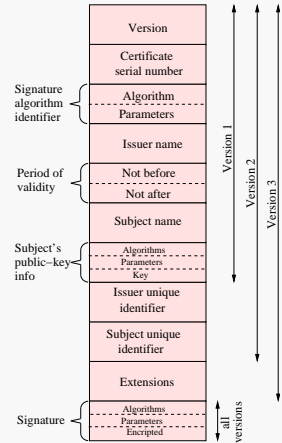 Version
Certificate
serial number
Signature
algorithm
identifier
Algorithm
Parameters
Issuer name
Period of
validity
Not before
Not after
Subject name
Subject's
public-key
info
Algorithms
Parameters
Key
Issuer unique
identifier
Subject unique
identifier
Extensions
Signature
Algorithms
Parameters
Encripted
Version 1
Version 2
Version 3
all
versions